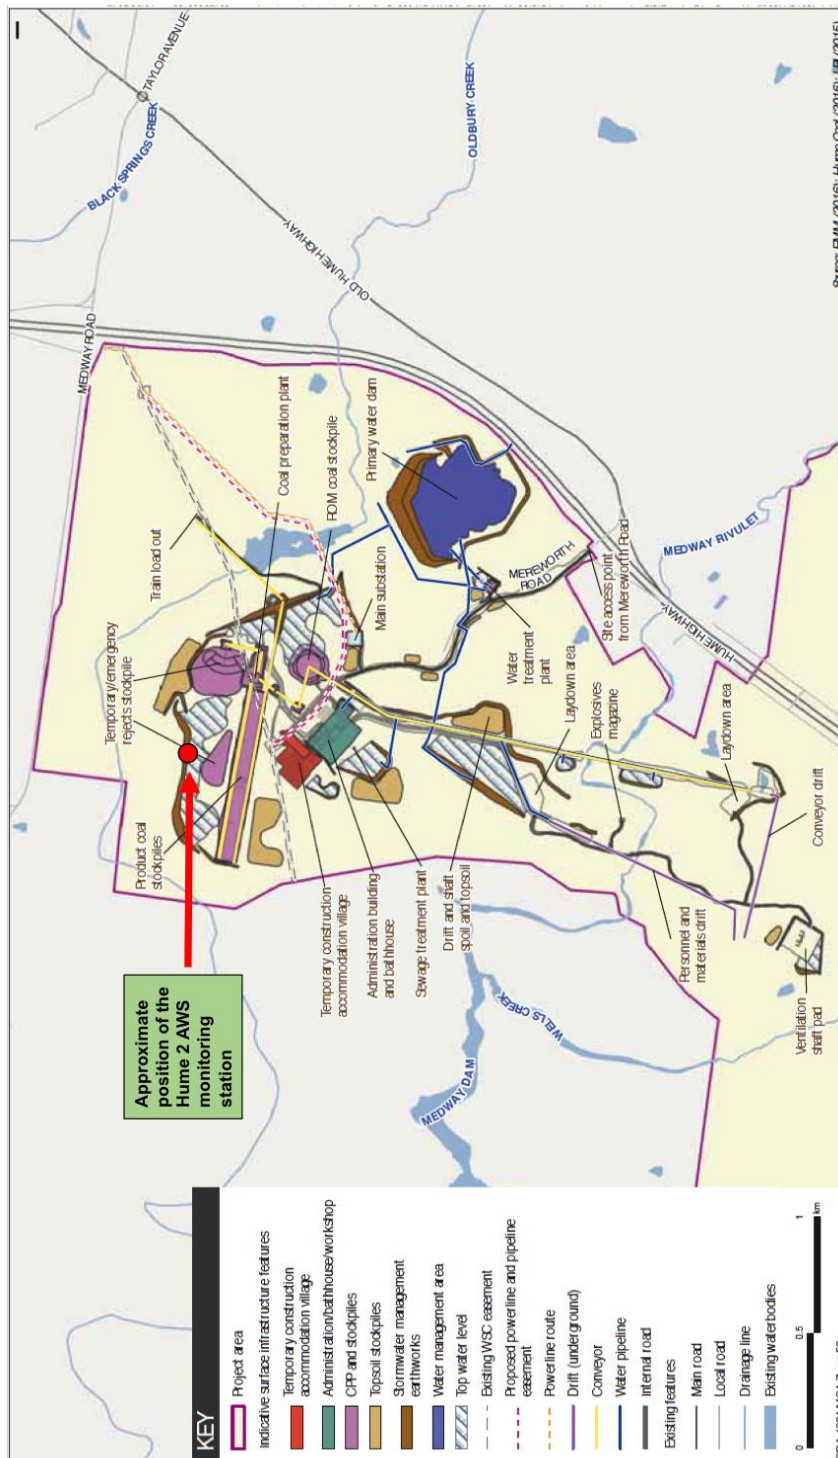 Approximate
position of the
Hume 2 AWS
monitoring
station
TAYLOR AVENUE
BLACK SPRINGS CREEK
OLDBURY CREEK
OLD HUME HIGHWAY
MEDWAY ROAD
Coal preparation plant
ROM coal stockpile
Primary water dam
Train load out
Main substation
MEREWORTH
ROAD
Site access point
from Mereworth Road
MEDWAY RIVULET
HUME HIGHWAY
Temporary/emergency
rejects stockpile
Water
treatment
plant
Laydown area
Explosives
magazine
Laydown area
Conveyor drift
Product coal
stockpiles
Temporary construction
accommodation village
Administration building
and bathhouse
Sewage treatment plant
Drift and shaft
spoil and topsoil
Personnel and
materials drift
Ventilation
shaft pad
WELLS CREEK
MEDWAY DAM
KEY
Project area
Indicative surface infrastructure features
Temporary construction
accommodation village
Administration/bathhouse/workshop
CPP and stockpiles
Topsoil stockpiles
Stormwater management
earthworks
Water management area
Top water level
Existing WSC easement
Proposed powerline and pipeline
easement
Powerline route
Drift (underground)
Conveyor
Water pipeline
Internal road
Existing features
Main road
Local road
Drainage line
Existing waterbodies
0 0.5 1
km